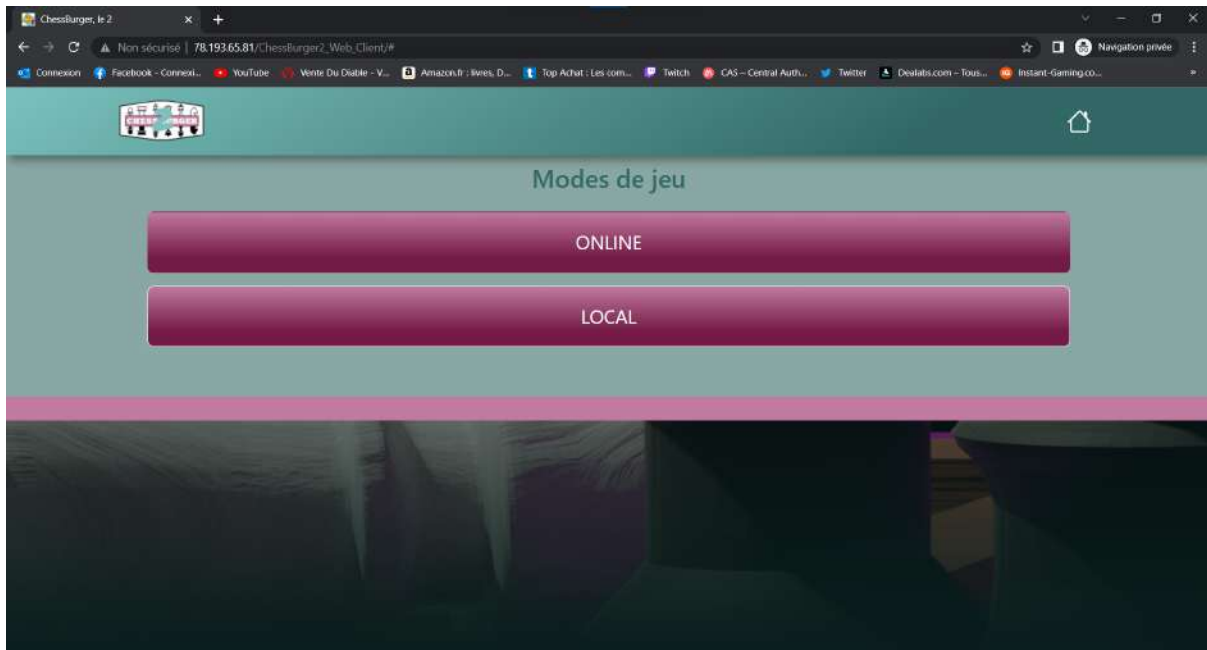 ChessBurger, le 2
Non sécurisé | 78.193.65.81/ChessBurger2_Web_Client/#
Navigation privée
Connexion
Facebook - Connexi...
YouTube
Vente Du Diable - V...
Amazon.fr : livres, D...
Top Achat : Les com...
Twitch
CAS – Central Auth...
Twitter
Dealabs.com – Tous...
Instant-Gaming.co...
Modes de jeu
ONLINE
LOCAL